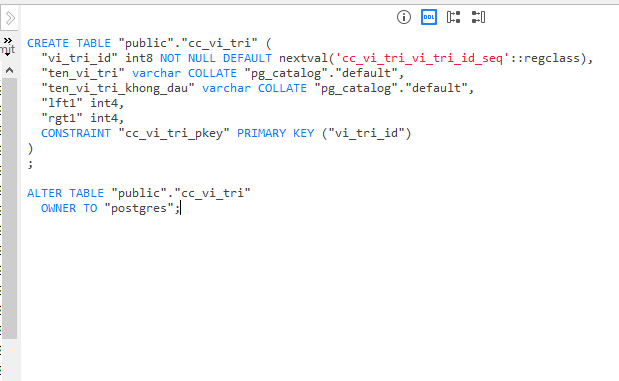 DDL
»
mit
CREATE TABLE "public"."cc_vi_tri" (
  "vi_tri_id" int8 NOT NULL DEFAULT nextval('cc_vi_tri_vi_tri_id_seq'::regclass),
  "ten_vi_tri" varchar COLLATE "pg_catalog"."default",
  "ten_vi_tri_khong_dau" varchar COLLATE "pg_catalog"."default",
  "lft1" int4,
  "rgt1" int4,
  CONSTRAINT "cc_vi_tri_pkey" PRIMARY KEY ("vi_tri_id")
)
;
ALTER TABLE "public"."cc_vi_tri"
  OWNER TO "postgres";